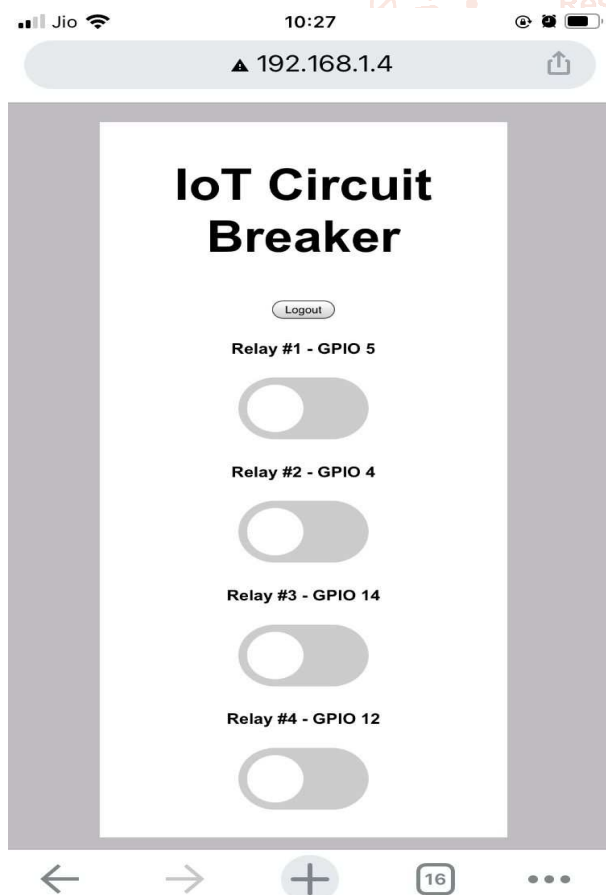 Jio 10:27
192.168.1.4
IoT Circuit
Breaker
Logout
Relay #1 - GPIO 5
Relay #2 - GPIO 4
Relay #3 - GPIO 14
Relay #4 - GPIO 12
16